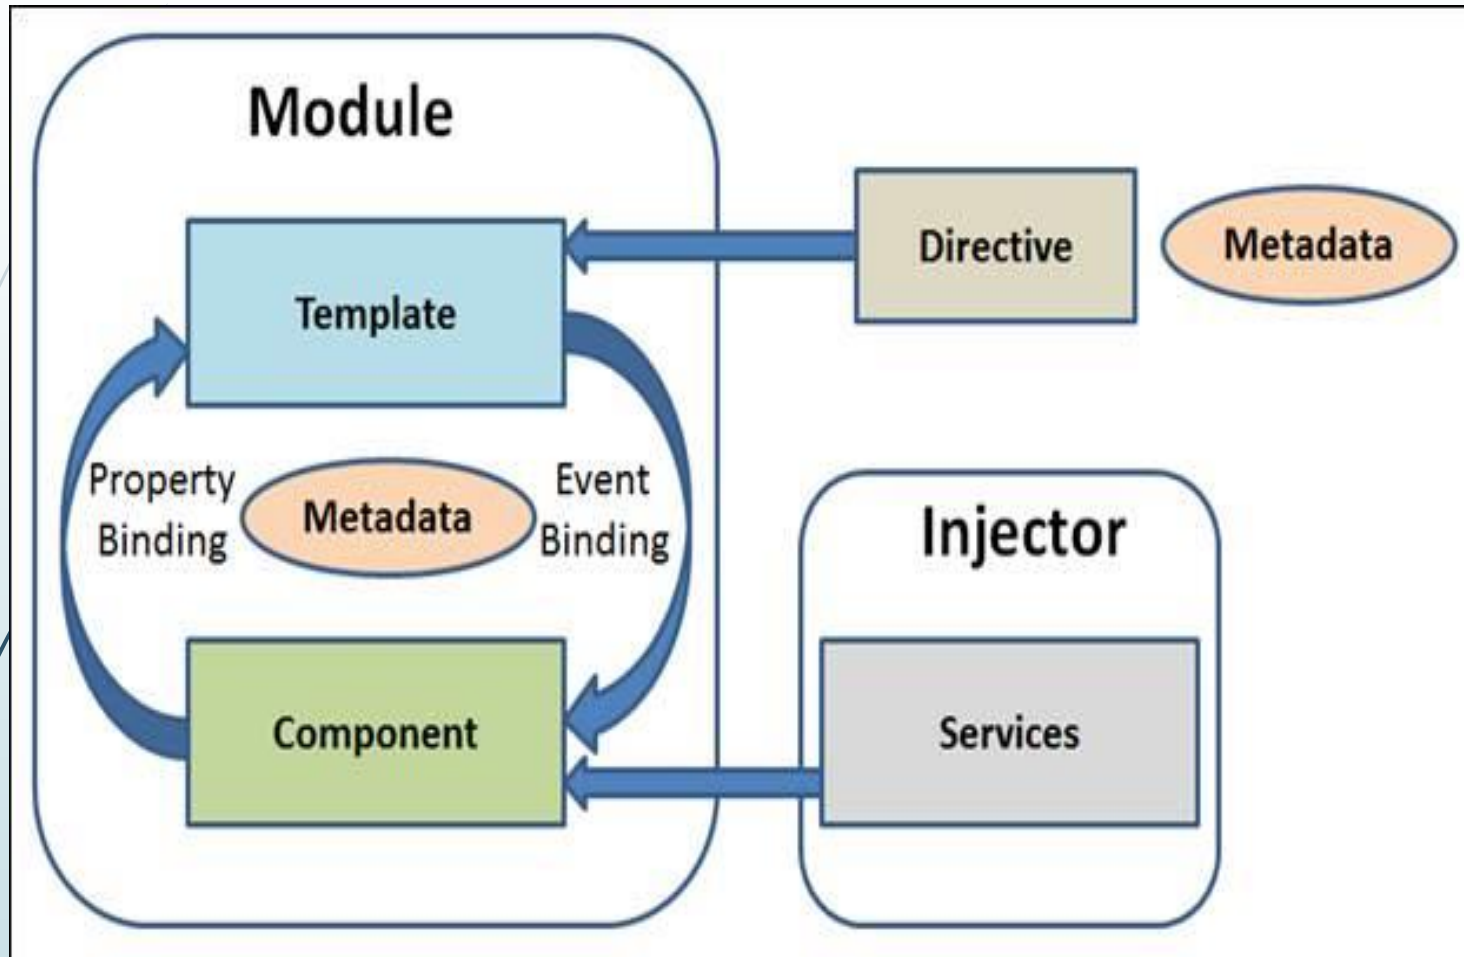 Module
Template
Directive
Metadata
Property
Binding
Metadata
Event
Binding
Injector
Component
Services